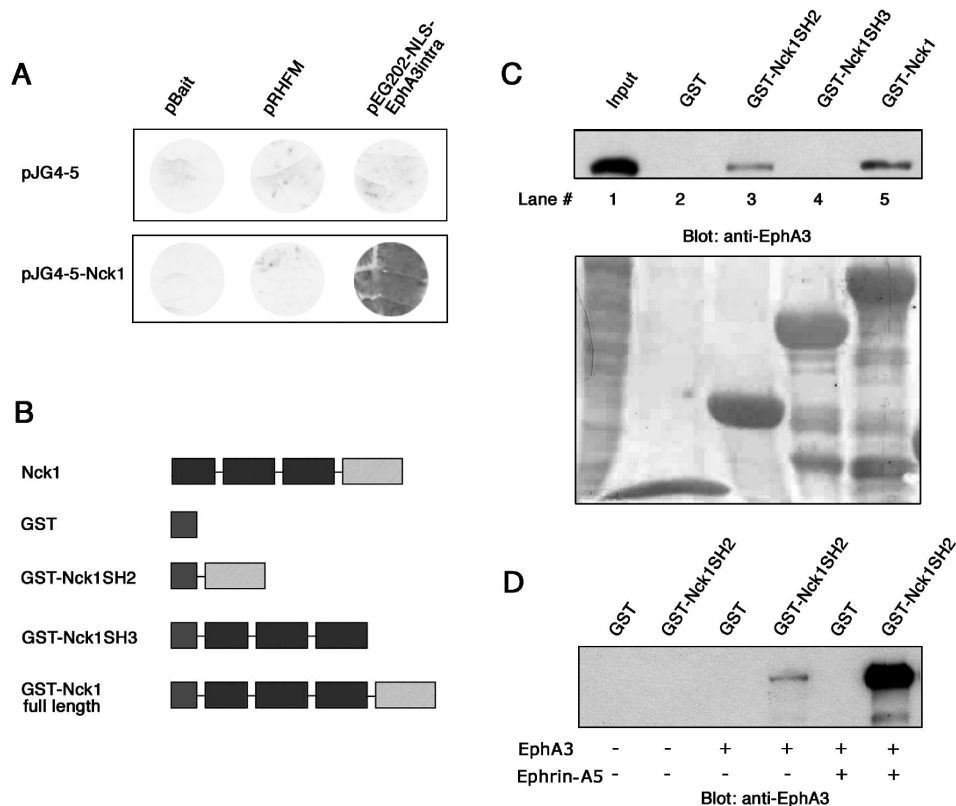 A
pBait
pRHFM
pEG202-NLS-
EphA3intra
pJG4-5
pJG4-5-Nck1
B
Nck1
GST
GST-Nck1SH2
GST-Nck1SH3
GST-Nck1
full length
C
Input
GST
GST-Nck1SH2
GST-Nck1SH3
GST-Nck1
Lane # 1 2 3 4 5
Blot: anti-EphA3
D
GST
GST-Nck1SH2
GST
GST-Nck1SH2
GST
GST-Nck1SH2
EphA3 - - + + + +
Ephrin-A5 - - - - + +
Blot: anti-EphA3